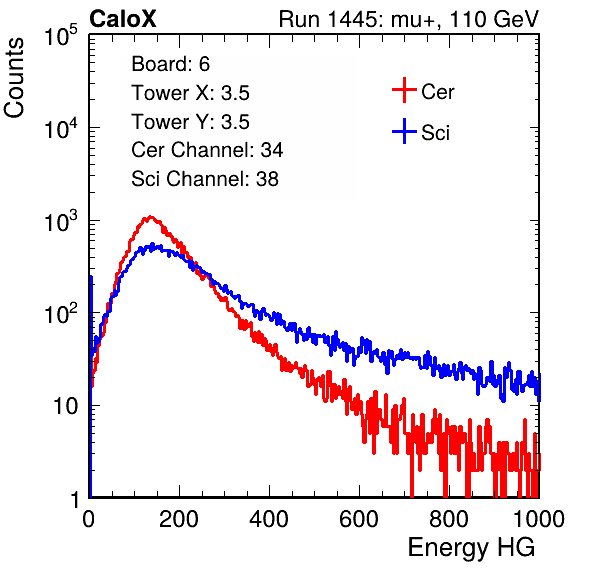 CaloX Run 1445: mu+, 110 GeV
Board: 6
Tower X: 3.5
Tower Y: 3.5
Cer Channel: 34
Sci Channel: 38
Cer
Sci
Counts
10^5
10^4
10^3
10^2
10
1
0 200 400 600 800 1000
Energy HG